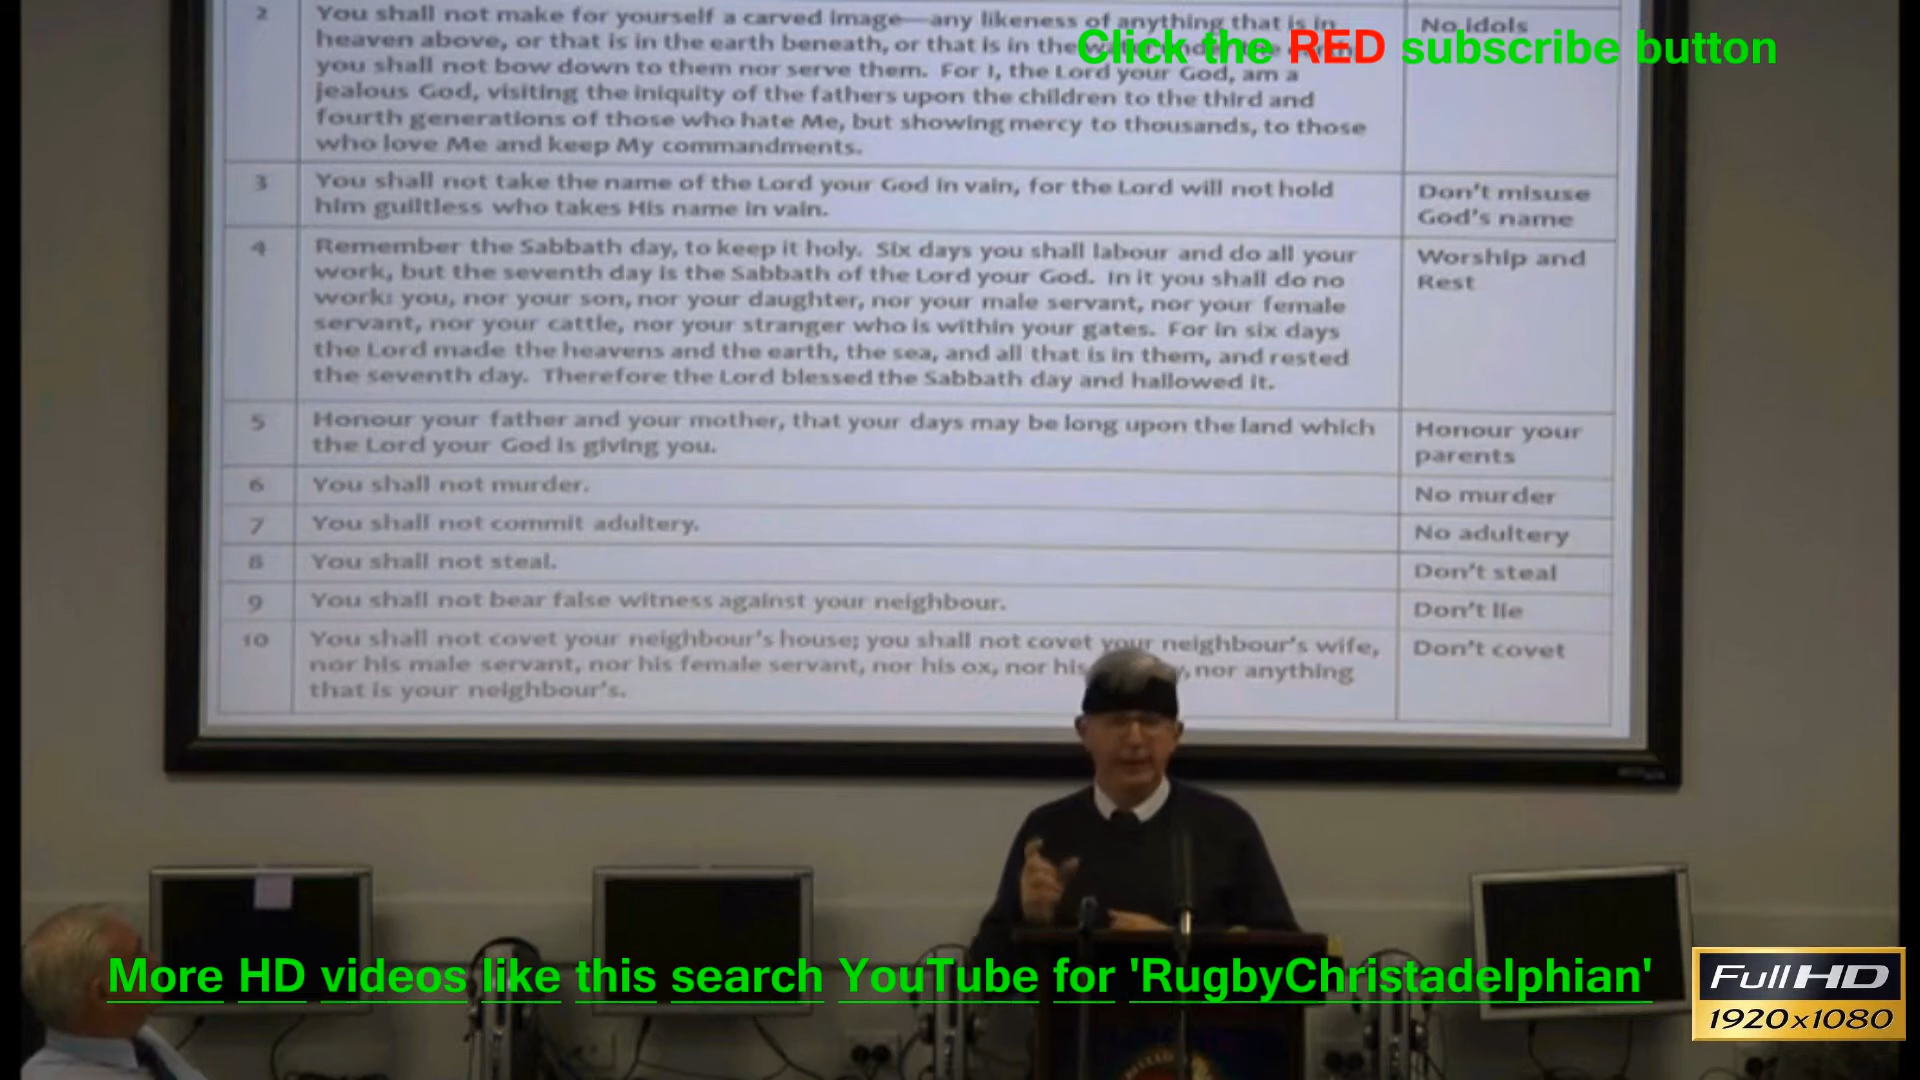 2 You shall not make for yourself a carved image—any likeness of anything that is in No idols
heaven above, or that is in the earth beneath, or that is in the
Click the RED subscribe button
you shall not bow down to them nor serve them. For I, the Lord your God, am a
jealous God, visiting the iniquity of the fathers upon the children to the third and
fourth generations of those who hate Me, but showing mercy to thousands, to those
who love Me and keep My commandments.
3 You shall not take the name of the Lord your God in vain, for the Lord will not hold Don't misuse
him guiltless who takes His name in vain. God's name
4 Remember the Sabbath day, to keep it holy. Six days you shall labour and do all your Worship and
work, but the seventh day is the Sabbath of the Lord your God. In it you shall do no Rest
work: you, nor your son, nor your daughter, nor your male servant, nor your female
servant, nor your cattle, nor your stranger who is within your gates. For in six days
the Lord made the heavens and the earth, the sea, and all that is in them, and rested
the seventh day. Therefore the Lord blessed the Sabbath day and hallowed it.
5 Honour your father and your mother, that your days may be long upon the land which Honour your
the Lord your God is giving you. parents
6 You shall not murder. No murder
7 You shall not commit adultery. No adultery
8 You shall not steal. Don't steal
9 You shall not bear false witness against your neighbour. Don't lie
10 You shall not covet your neighbour's house; you shall not covet your neighbour's wife, Don't covet
nor his male servant, nor his female servant, nor his ox, nor his nor anything
that is your neighbour's.
More HD videos like this search YouTube for 'RugbyChristadelphian'
Full HD
1920x1080